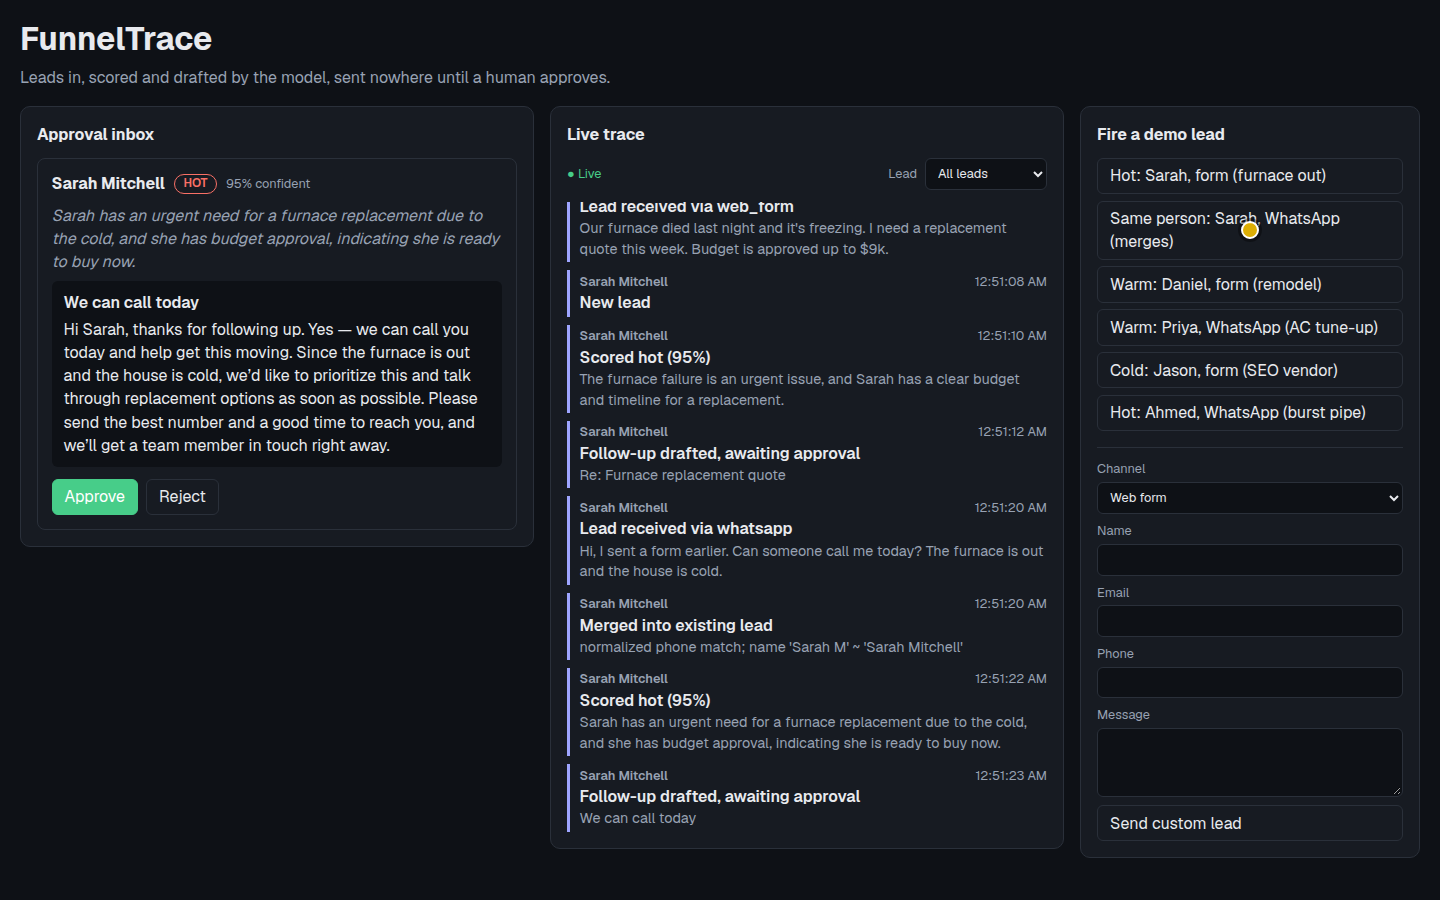 FunnelTrace
Leads in, scored and drafted by the model, sent nowhere until a human approves.
Approval inbox
Sarah Mitchell HOT 95% confident
Sarah has an urgent need for a furnace replacement due to
the cold, and she has budget approval, indicating she is ready
to buy now.
We can call today
Hi Sarah, thanks for following up. Yes — we can call you
today and help get this moving. Since the furnace is out
and the house is cold, we’d like to prioritize this and talk
through replacement options as soon as possible. Please
send the best number and a good time to reach you, and
we’ll get a team member in touch right away.
Approve Reject
Live trace
Live Lead All leads
Lead received via web_form
Our furnace died last night and it's freezing. I need a replacement
quote this week. Budget is approved up to $9k.
Sarah Mitchell 12:51:08 AM
New lead
Sarah Mitchell 12:51:10 AM
Scored hot (95%)
The furnace failure is an urgent issue, and Sarah has a clear budget
and timeline for a replacement.
Sarah Mitchell 12:51:12 AM
Follow-up drafted, awaiting approval
Re: Furnace replacement quote
Sarah Mitchell 12:51:20 AM
Lead received via whatsapp
Hi, I sent a form earlier. Can someone call me today? The furnace is out
and the house is cold.
Sarah Mitchell 12:51:20 AM
Merged into existing lead
normalized phone match; name 'Sarah M' ~ 'Sarah Mitchell'
Sarah Mitchell 12:51:22 AM
Scored hot (95%)
Sarah has an urgent need for a furnace replacement due to the cold,
and she has budget approval, indicating she is ready to buy now.
Sarah Mitchell 12:51:23 AM
Follow-up drafted, awaiting approval
We can call today
Fire a demo lead
Hot: Sarah, form (furnace out)
Same person: Sarah, WhatsApp
(merges)
Warm: Daniel, form (remodel)
Warm: Priya, WhatsApp (AC tune-up)
Cold: Jason, form (SEO vendor)
Hot: Ahmed, WhatsApp (burst pipe)
Channel
Web form
Name
Email
Phone
Message
Send custom lead